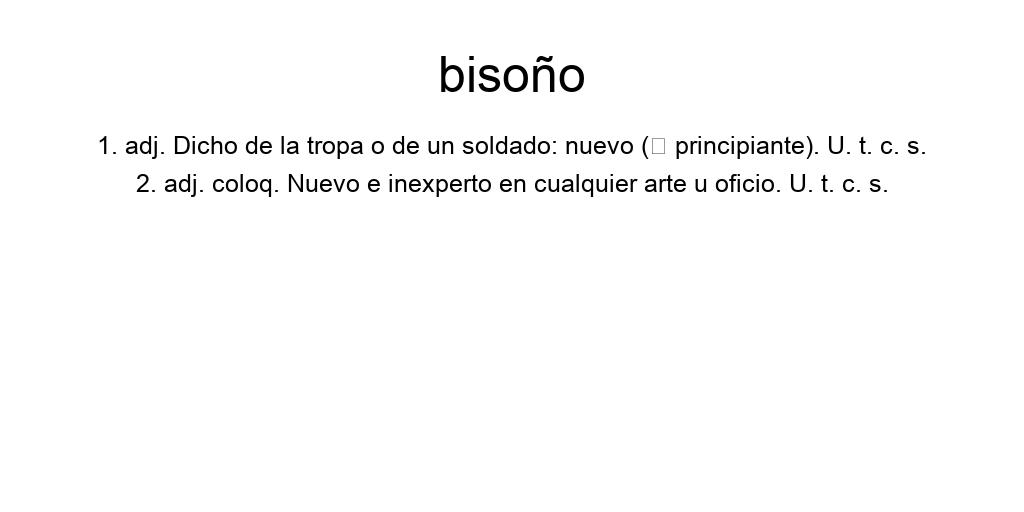 bisoño
1. adj. Dicho de la tropa o de un soldado: nuevo (▯ principiante). U. t. c. s.
2. adj. coloq. Nuevo e inexperto en cualquier arte u oficio. U. t. c. s.